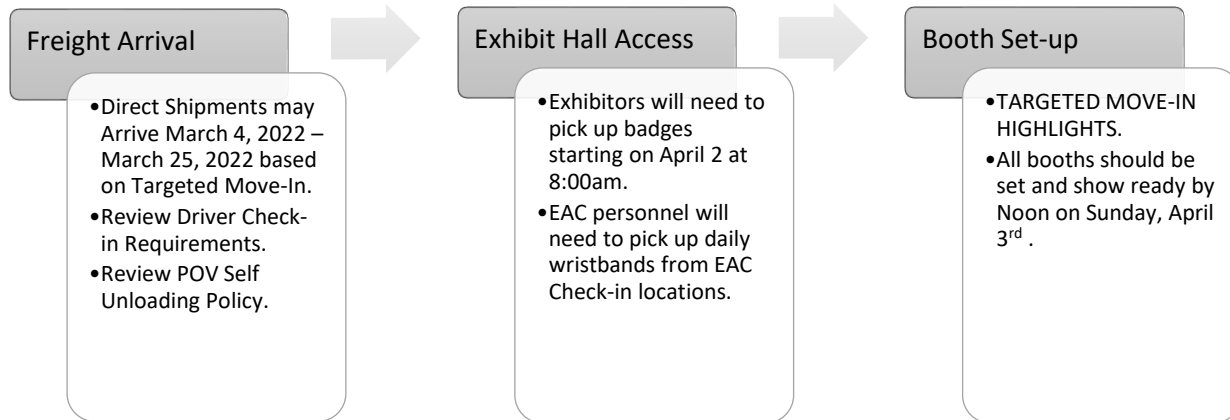 Freight Arrival
•Direct Shipments may
Arrive March 4, 2022 –
March 25, 2022 based
on Targeted Move-In.
•Review Driver Check-
in Requirements.
•Review POV Self
Unloading Policy.
Exhibit Hall Access
•Exhibitors will need to
pick up badges
starting on April 2 at
8:00am.
•EAC personnel will
need to pick up daily
wristbands from EAC
Check-in locations.
Booth Set-up
•TARGETED MOVE-IN
HIGHLIGHTS.
•All booths should be
set and show ready by
Noon on Sunday, April
3rd .